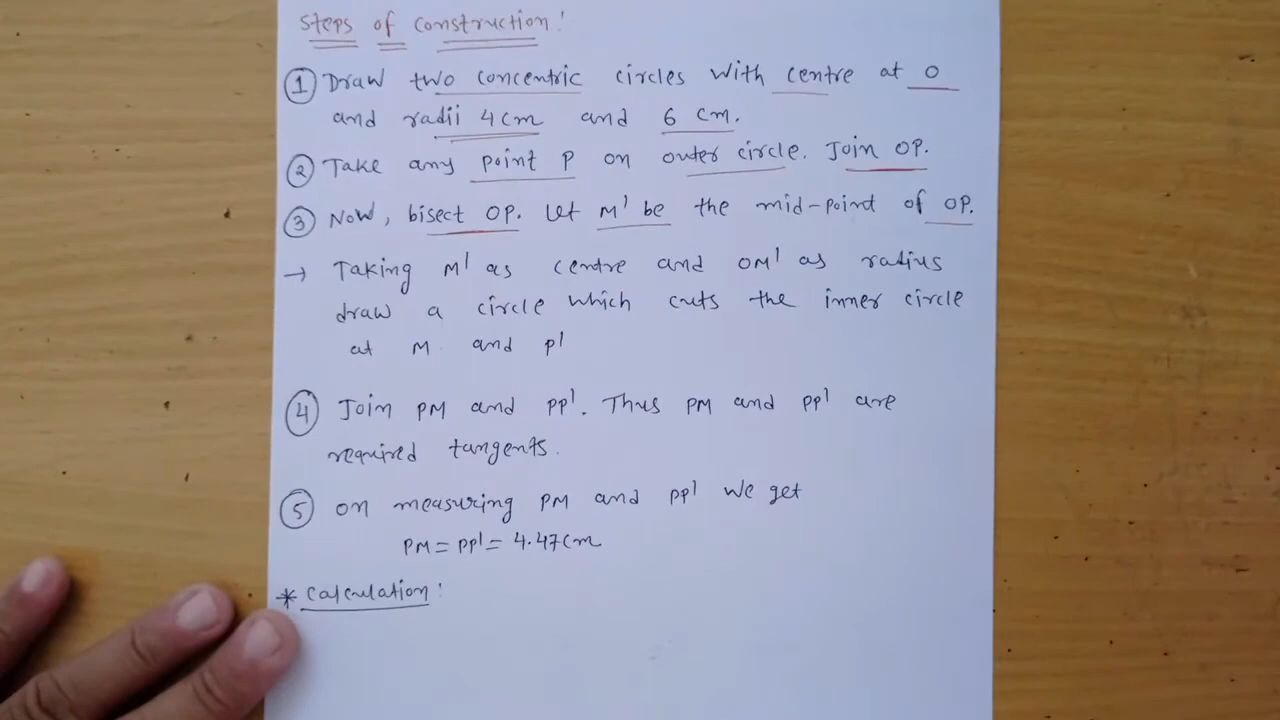 Steps of construction!
① Draw two concentric circles with centre at O
and radii 4cm and 6 cm.
② Take any point P on outer circle. Join OP.
③ Now, bisect OP. Let M' be the mid-point of OP.
→ Taking M' as centre and OM' as radius
draw a circle which cuts the inner circle
at M and P'
④ Join PM and PP'. Thus PM and PP' are
required tangents.
⑤ On measuring PM and PP' we get
PM = PP' = 4.47cm
* Calculation: